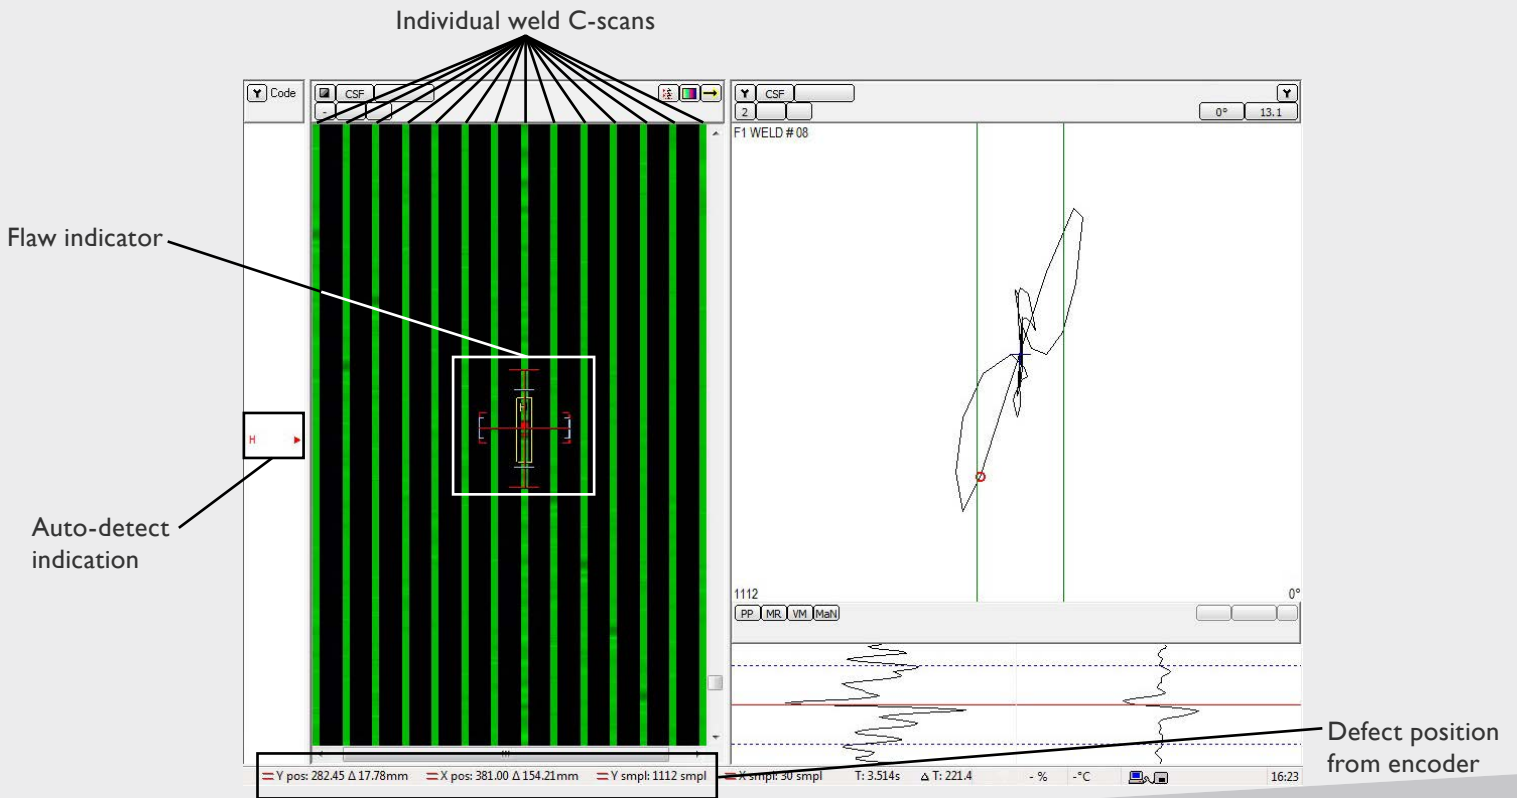 Individual weld C-scans
Y Code
CSF
-
Y CSF
Y
2
0° 13.1
F1 WELD # 08
Flaw indicator
H
H
Auto-detect
indication
1112 0°
PP MR VM MaN
Defect position
from encoder
Y pos: 282.45 Δ 17.78mm X pos: 381.00 Δ 154.21mm Y smpl: 1112 smpl X smpl: 30 smpl T: 3.514s Δ T: 221.4 - % -°C 16:23